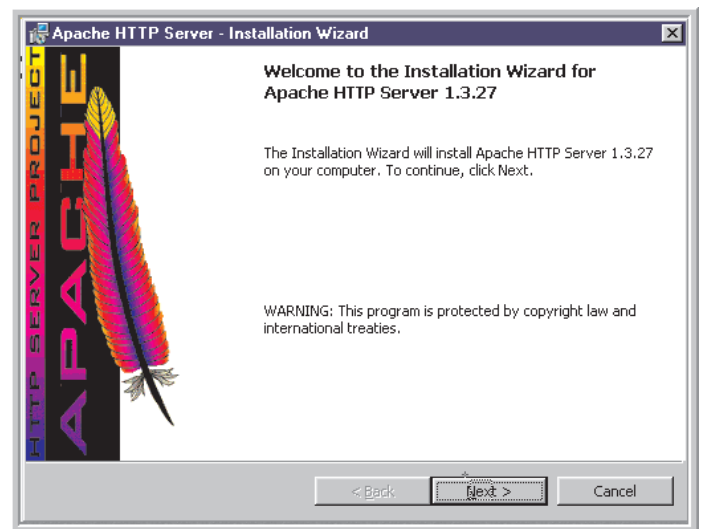 Apache HTTP Server - Installation Wizard
HTTP SERVER PROJECT
APACHE
Welcome to the Installation Wizard for
Apache HTTP Server 1.3.27
The Installation Wizard will install Apache HTTP Server 1.3.27
on your computer. To continue, click Next.
WARNING: This program is protected by copyright law and
international treaties.
< Back
Next >
Cancel